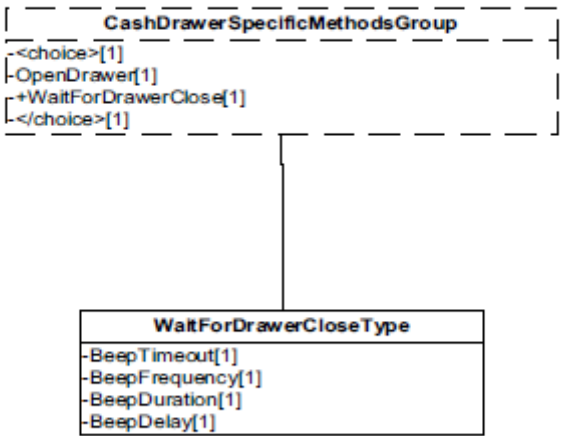 CashDrawerSpecificMethodsGroup
-<choice>[1]
-OpenDrawer[1]
-+WaitForDrawerClose[1]
-</choice>[1]
WaitForDrawerCloseType
-BeepTimeout[1]
-BeepFrequency[1]
-BeepDuration[1]
-BeepDelay[1]